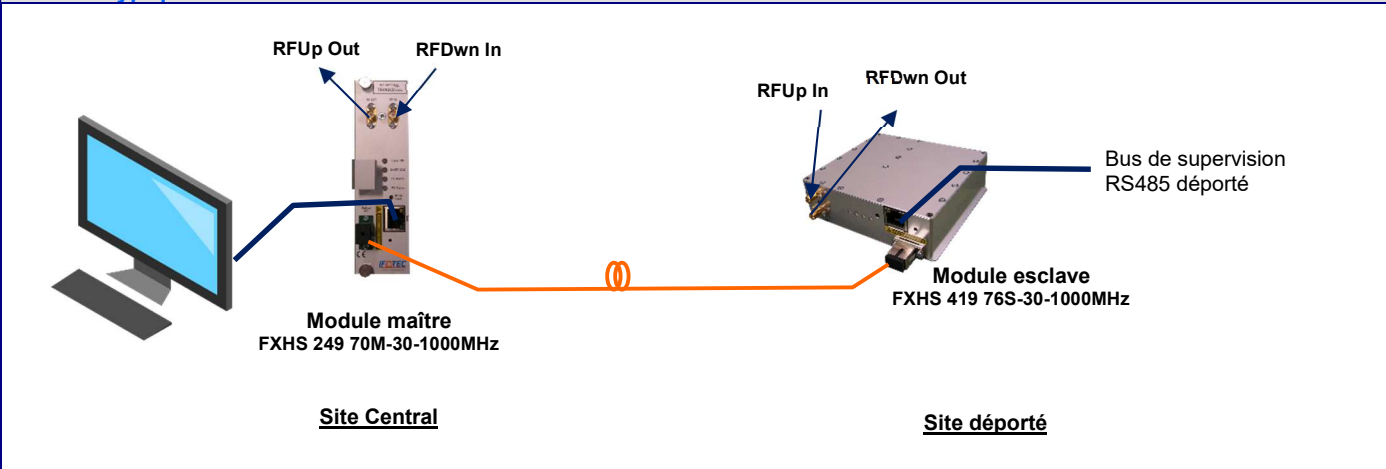 RFUp Out
RFDwn In
RFUp In
RFDwn Out
Bus de supervision
RS485 déporté
IFOTEC
Module maître
FXHS 249 70M-30-1000MHz
Module esclave
FXHS 419 76S-30-1000MHz
Site Central
Site déporté